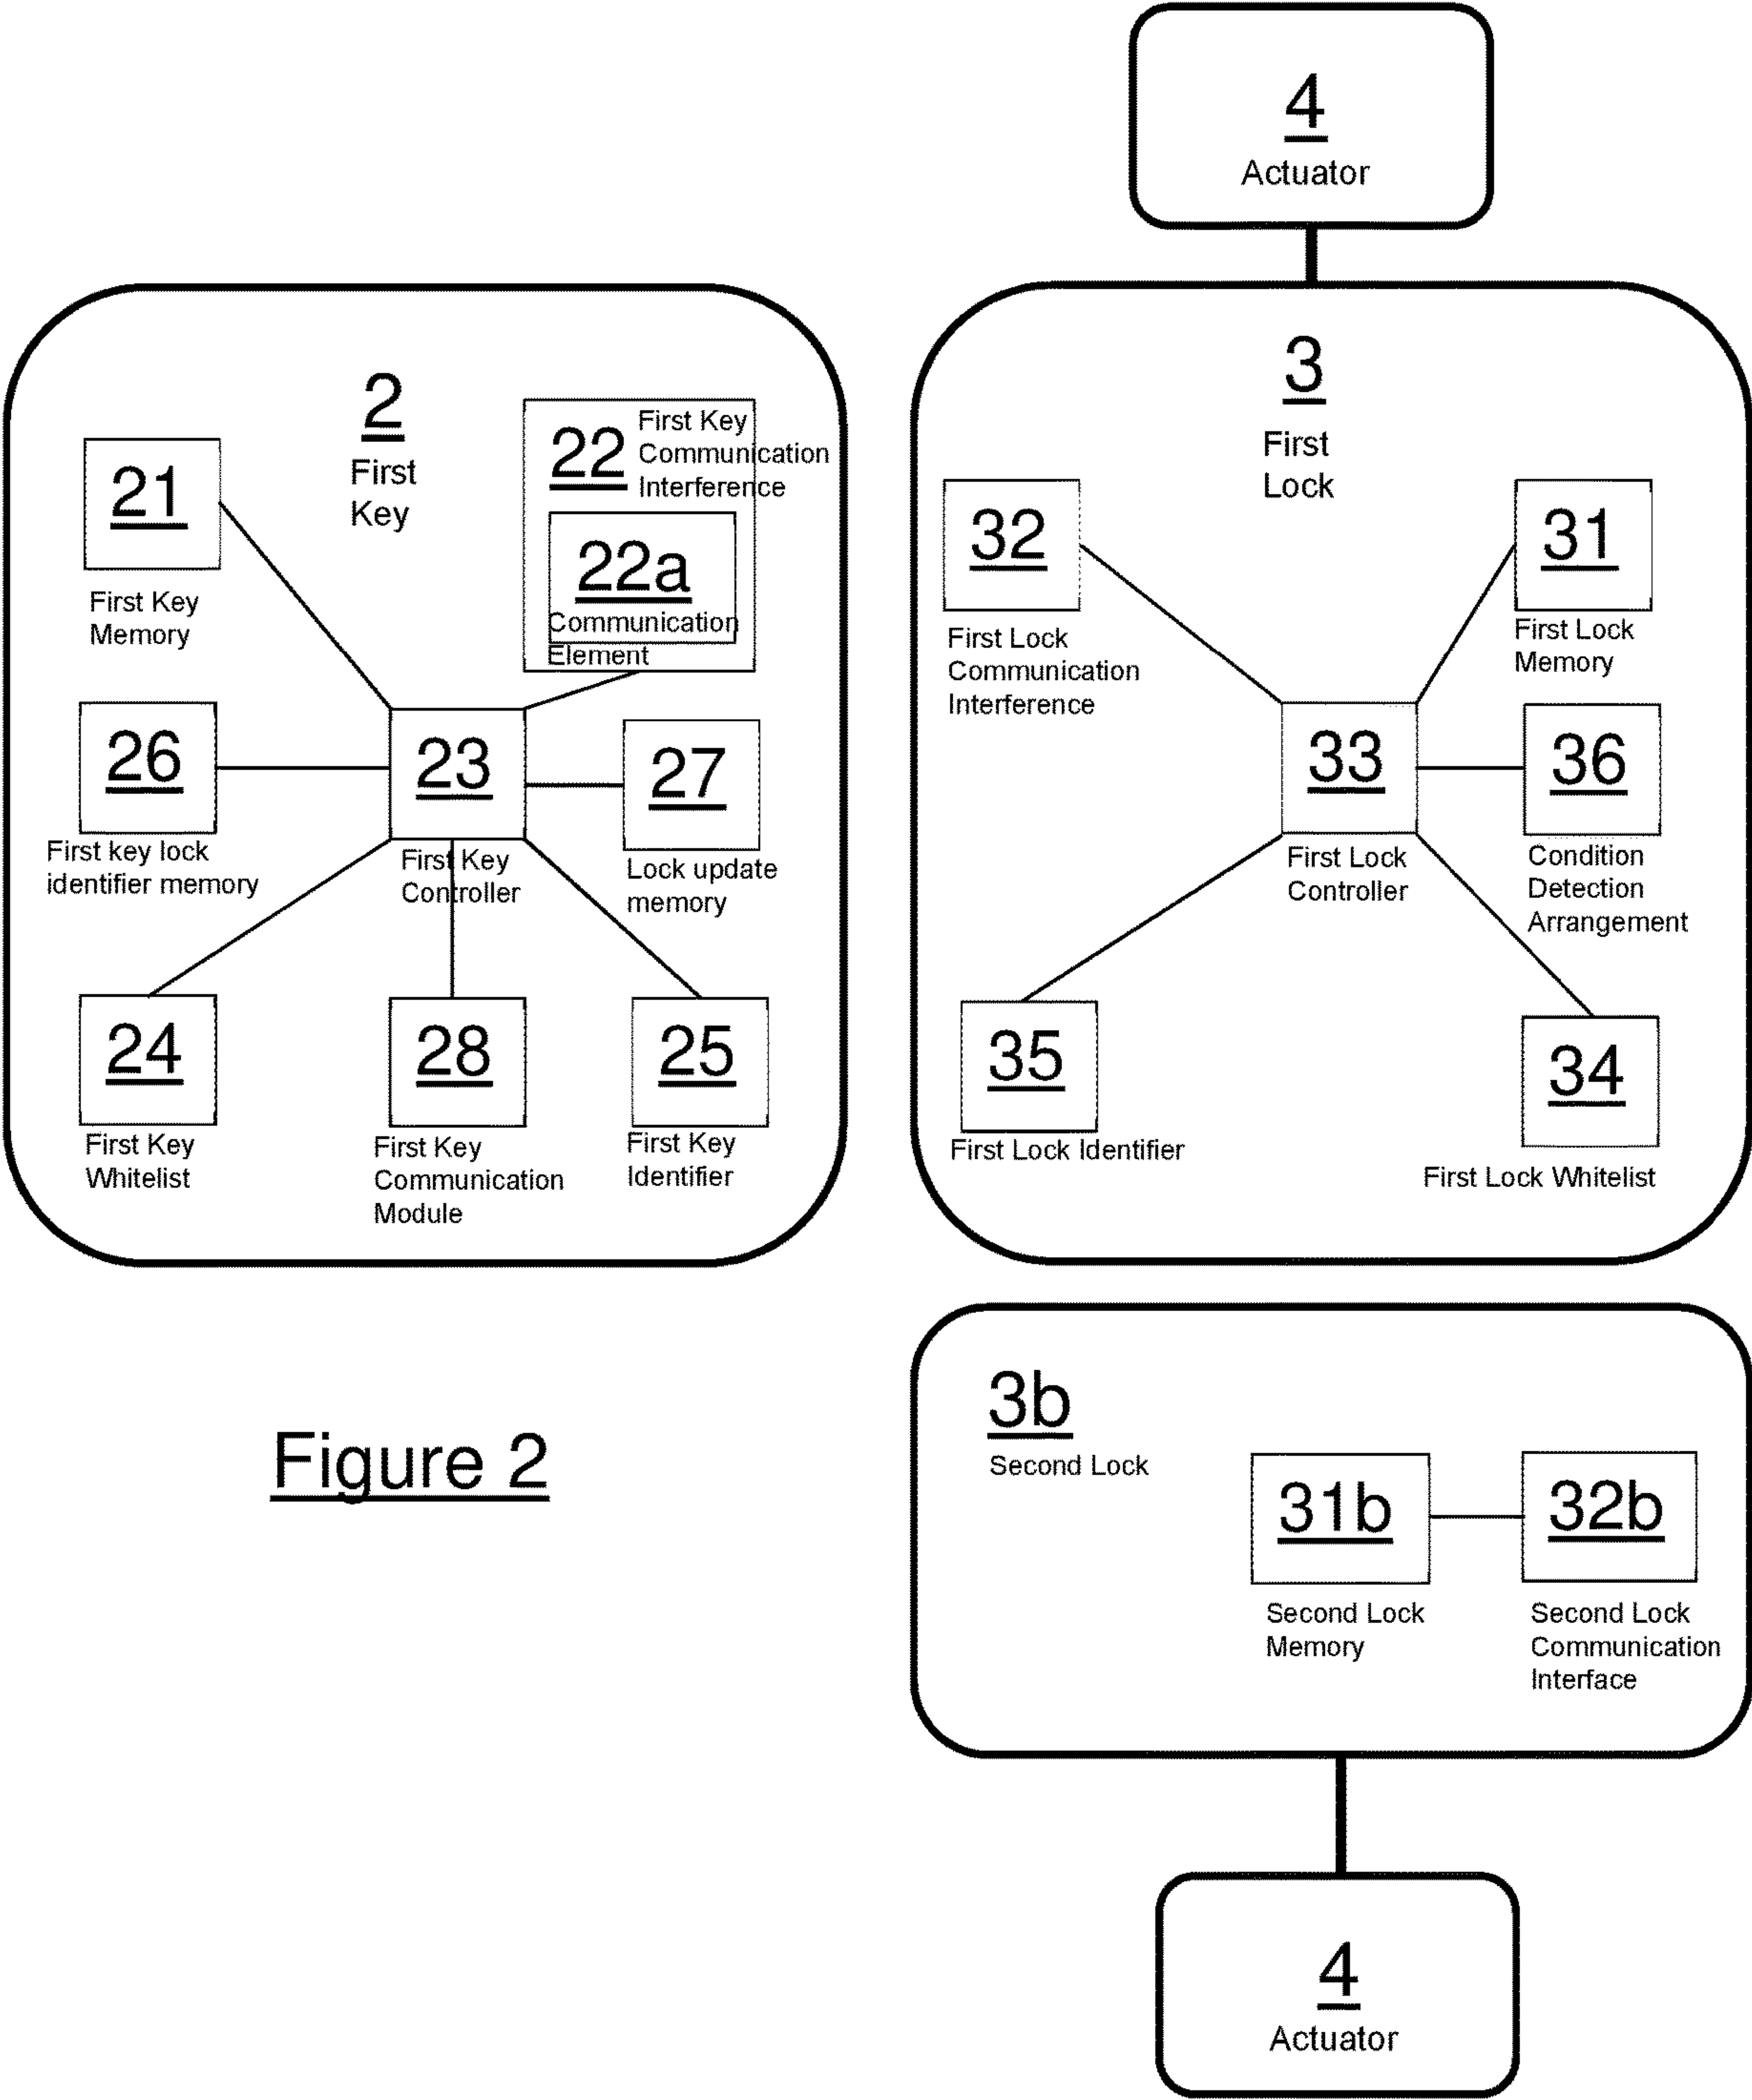 4
Actuator
2
First
Key
21
First Key
Memory
22
First Key
Communication
Interference
22a
Communication
Element
26
First key lock
identifier memory
23
First Key
Controller
27
Lock update
memory
24
First Key
Whitelist
28
First Key
Communication
Module
25
First Key
Identifier
3
First
Lock
32
First Lock
Communication
Interference
31
First Lock
Memory
33
First Lock
Controller
36
Condition
Detection
Arrangement
35
First Lock Identifier
34
First Lock Whitelist
3b
Second Lock
31b
Second Lock
Memory
32b
Second Lock
Communication
Interface
Figure 2
4
Actuator